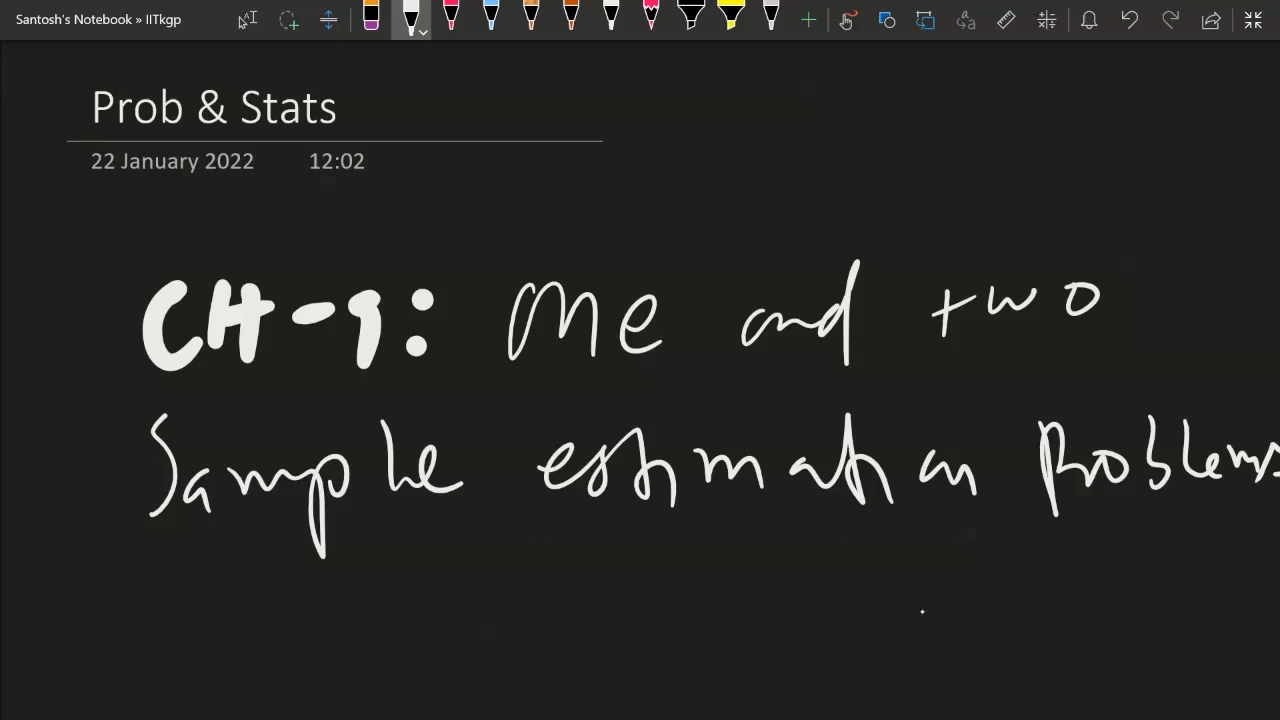 Santosh's Notebook » IITkgp
Prob & Stats
22 January 2022 12:02
CH-9: One and two
Sample estimation Problems